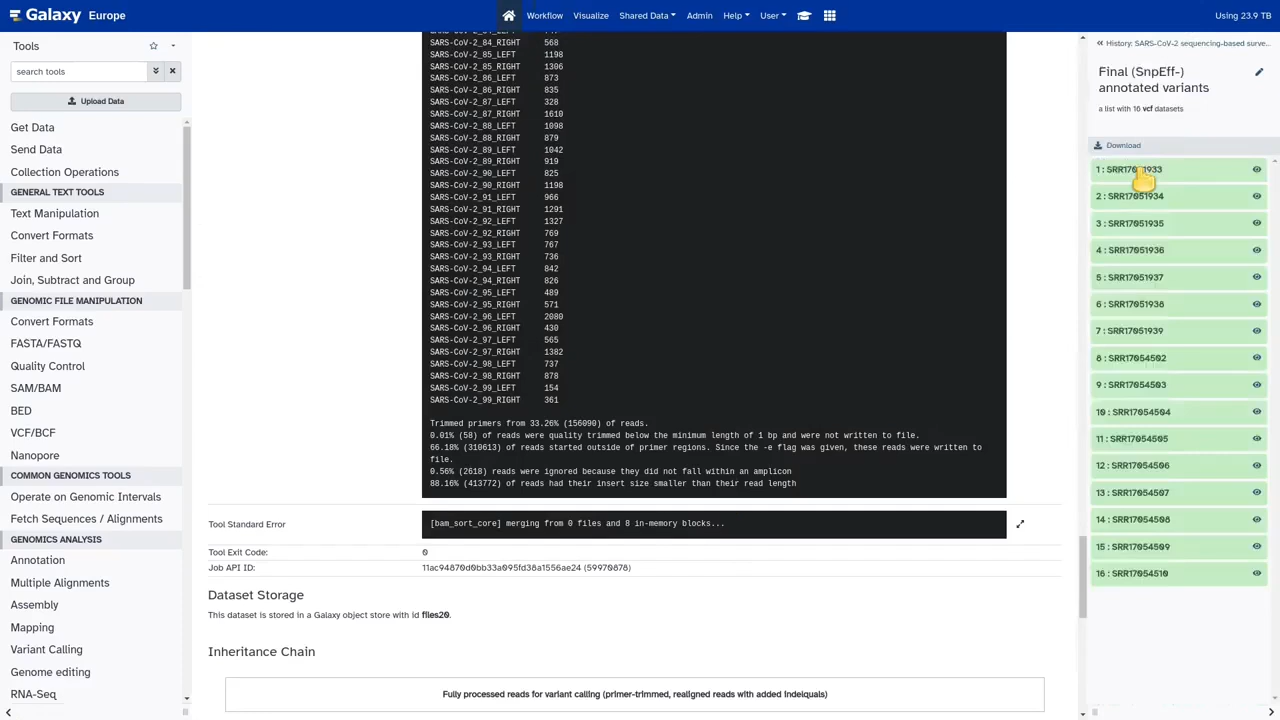 Galaxy Europe
Workflow
Visualize
Shared Data
Admin
Help
User
Using 23.9 TB
Tools
search tools
Upload Data
Get Data
Send Data
Collection Operations
GENERAL TEXT TOOLS
Text Manipulation
Convert Formats
Filter and Sort
Join, Subtract and Group
GENOMIC FILE MANIPULATION
Convert Formats
FASTA/FASTQ
Quality Control
SAM/BAM
BED
VCF/BCF
Nanopore
COMMON GENOMICS TOOLS
Operate on Genomic Intervals
Fetch Sequences / Alignments
GENOMICS ANALYSIS
Annotation
Multiple Alignments
Assembly
Mapping
Variant Calling
Genome editing
RNA-Seq
SARS-CoV-2_84_RIGHT 568
SARS-CoV-2_85_LEFT 1198
SARS-CoV-2_85_RIGHT 1306
SARS-CoV-2_86_LEFT 873
SARS-CoV-2_86_RIGHT 835
SARS-CoV-2_87_LEFT 328
SARS-CoV-2_87_RIGHT 1610
SARS-CoV-2_88_LEFT 1098
SARS-CoV-2_88_RIGHT 879
SARS-CoV-2_89_LEFT 1042
SARS-CoV-2_89_RIGHT 919
SARS-CoV-2_90_LEFT 825
SARS-CoV-2_90_RIGHT 1198
SARS-CoV-2_91_LEFT 966
SARS-CoV-2_91_RIGHT 1291
SARS-CoV-2_92_LEFT 1327
SARS-CoV-2_92_RIGHT 769
SARS-CoV-2_93_LEFT 767
SARS-CoV-2_93_RIGHT 736
SARS-CoV-2_94_LEFT 842
SARS-CoV-2_94_RIGHT 826
SARS-CoV-2_95_LEFT 489
SARS-CoV-2_95_RIGHT 571
SARS-CoV-2_96_LEFT 2080
SARS-CoV-2_96_RIGHT 430
SARS-CoV-2_97_LEFT 565
SARS-CoV-2_97_RIGHT 1382
SARS-CoV-2_98_LEFT 737
SARS-CoV-2_98_RIGHT 878
SARS-CoV-2_99_LEFT 154
SARS-CoV-2_99_RIGHT 361
Trimmed primers from 33.26% (156090) of reads.
0.01% (58) of reads were quality trimmed below the minimum length of 1 bp and were not written to file.
66.18% (310613) of reads started outside of primer regions. Since the -e flag was given, these reads were written to
file.
0.56% (2618) reads were ignored because they did not fall within an amplicon
88.16% (413772) of reads had their insert size smaller than their read length
Tool Standard Error
[bam_sort_core] merging from 0 files and 8 in-memory blocks...
Tool Exit Code: 0
Job API ID: 11ac94870d0bb33a095fd38a1556ae24 (59970878)
Dataset Storage
This dataset is stored in a Galaxy object store with id files20.
Inheritance Chain
Fully processed reads for variant calling (primer-trimmed, realigned reads with added indelquals)
« History: SARS-CoV-2 sequencing-based surve...
Final (SnpEff-)
annotated variants
a list with 16 vcf datasets
Download
1 : SRR17051933
2 : SRR17051934
3 : SRR17051935
4 : SRR17051936
5 : SRR17051937
6 : SRR17051938
7 : SRR17051939
8 : SRR17054502
9 : SRR17054503
10 : SRR17054504
11 : SRR17054505
12 : SRR17054506
13 : SRR17054507
14 : SRR17054508
15 : SRR17054509
16 : SRR17054510